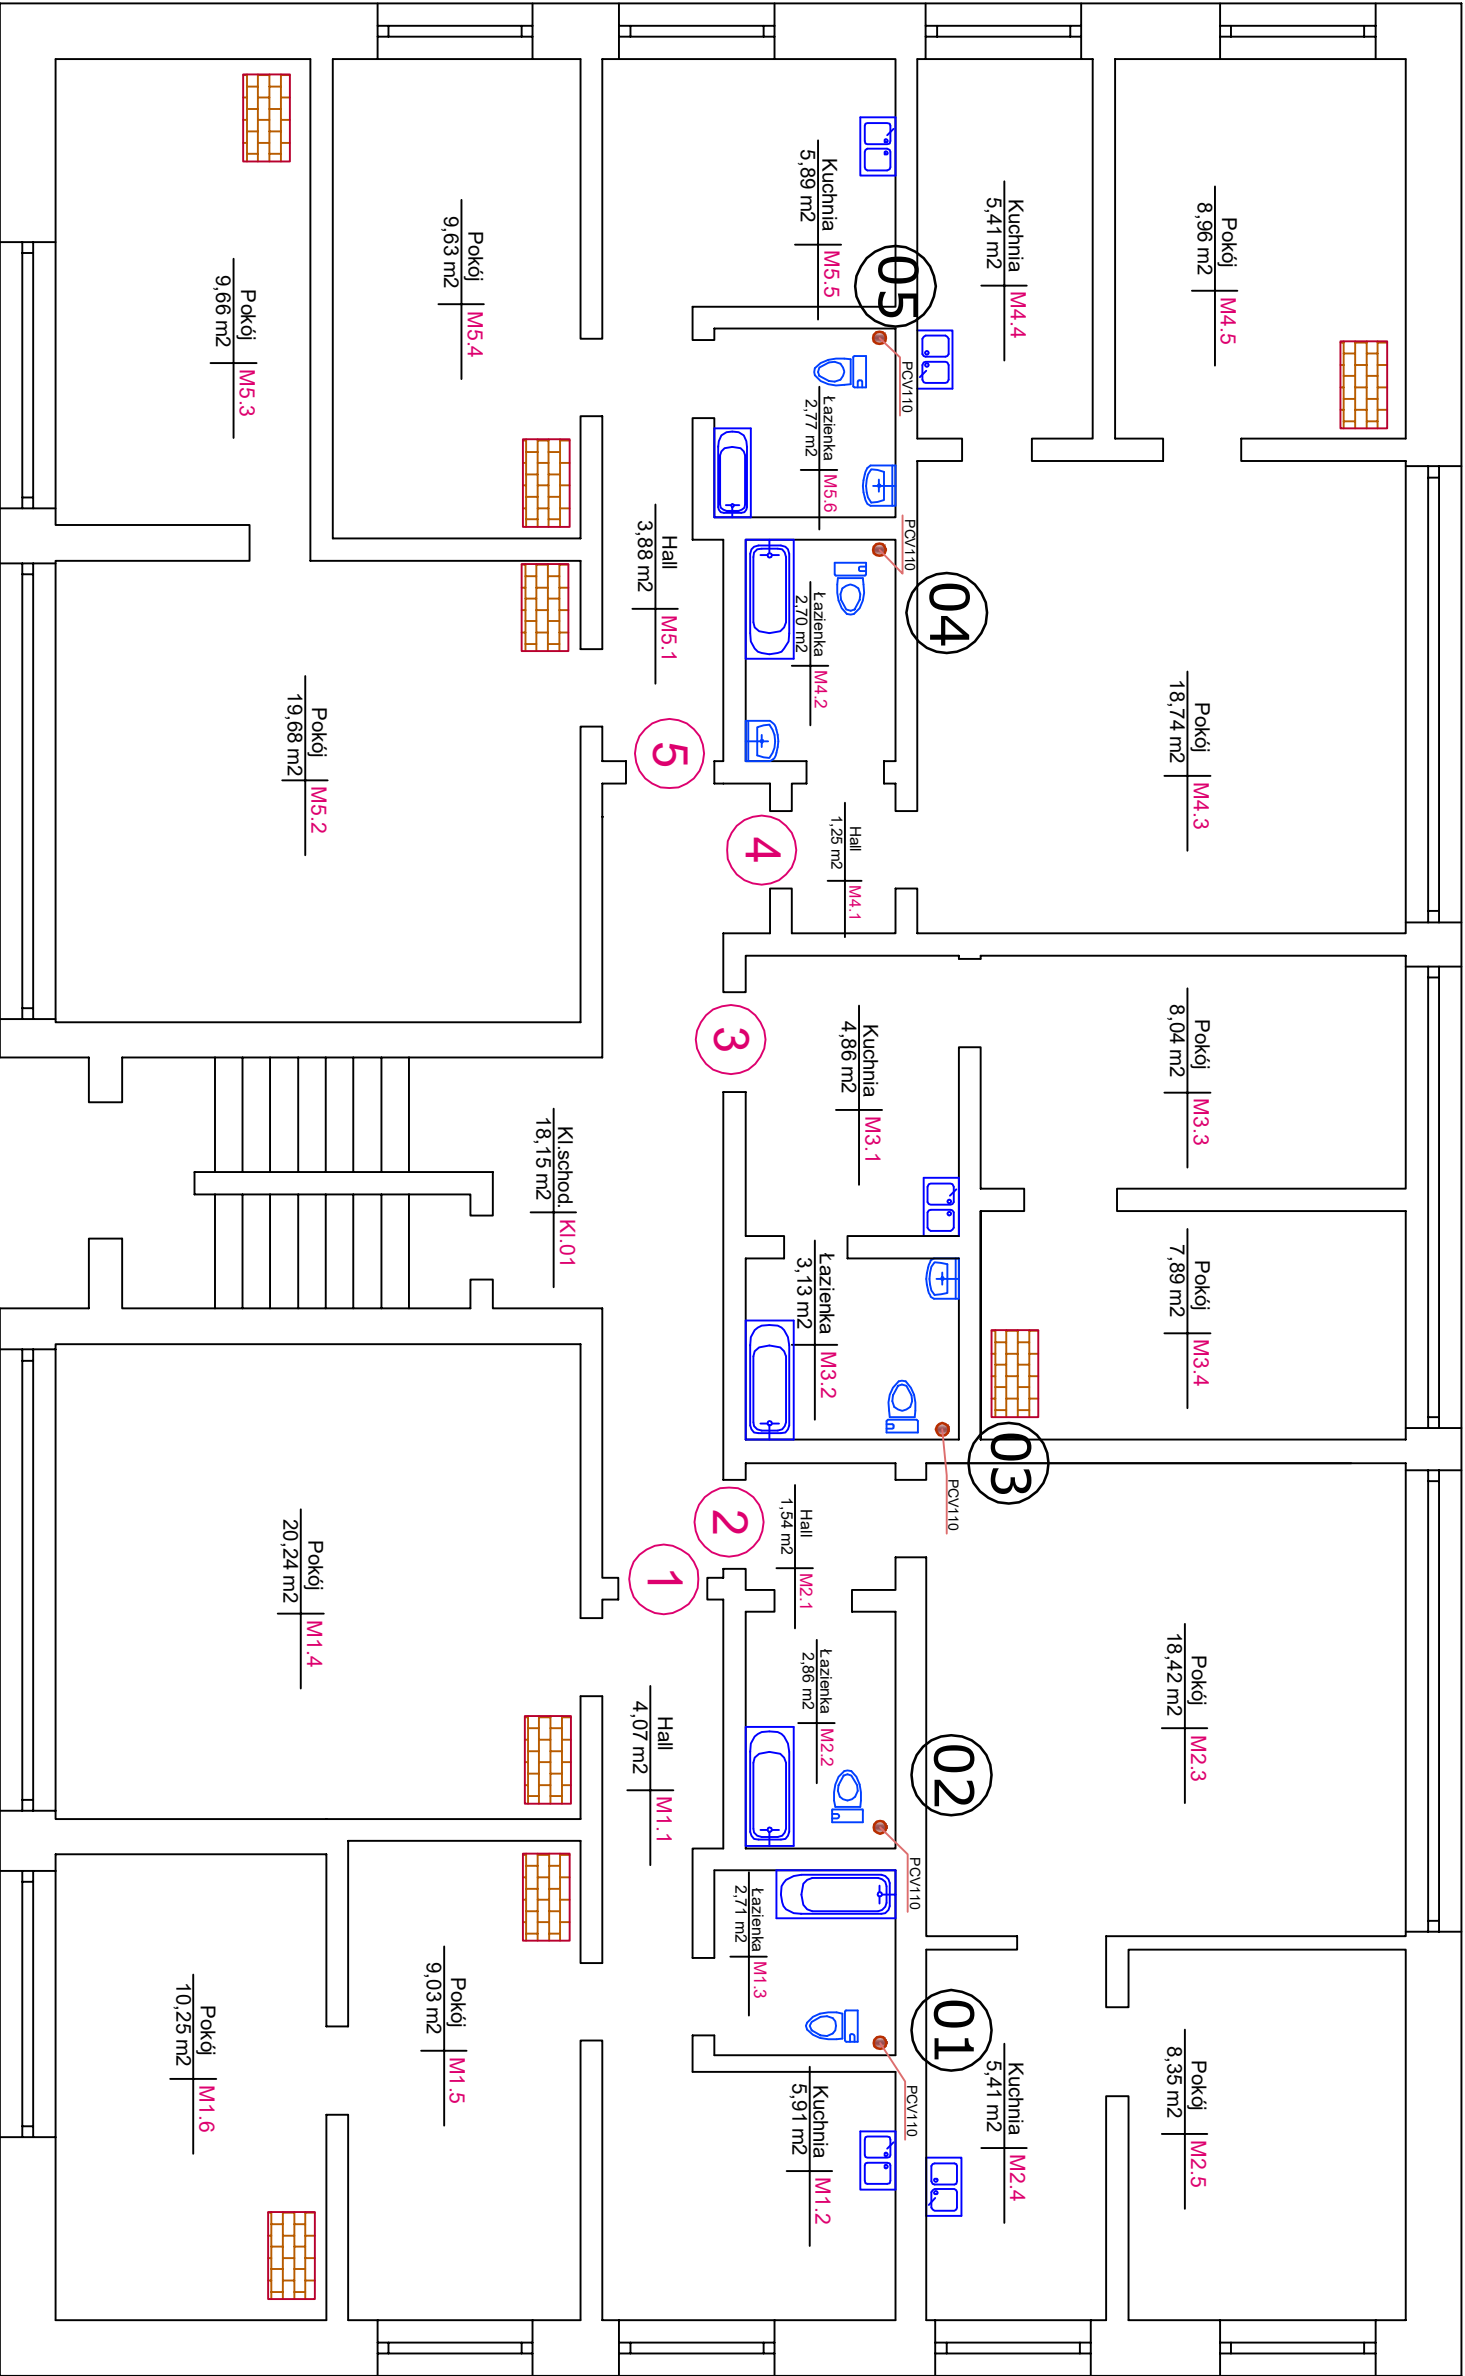 Pokój
8,96 m2
M4.5
Kuchnia
5,41 m2
M4.4
Kuchnia
5,89 m2
M5.5
Pokój
9,63 m2
M5.4
Pokój
9,66 m2
M5.3
05
PCV110
Łazienka
2,77 m2
M5.6
PCV110
04
Łazienka
2,70 m2
M4.2
Hall
3,88 m2
M5.1
Pokój
18,74 m2
M4.3
Pokój
19,68 m2
M5.2
5
4
Hall
1,25 m2
M4.1
3
Pokój
8,04 m2
M3.3
Kuchnia
4,86 m2
M3.1
Kl.schod.
18,15 m2
Kl.01
Pokój
7,89 m2
M3.4
Łazienka
3,13 m2
M3.2
03
PCV110
2
1
Hall
1,54 m2
M2.1
Pokój
20,24 m2
M1.4
Pokój
18,42 m2
M2.3
Łazienka
2,86 m2
M2.2
02
PCV110
Hall
4,07 m2
M1.1
Łazienka
2,71 m2
M1.3
01
PCV110
Pokój
9,03 m2
M1.5
Pokój
10,25 m2
M1.6
Kuchnia
5,91 m2
M1.2
Kuchnia
5,41 m2
M2.4
Pokój
8,35 m2
M2.5